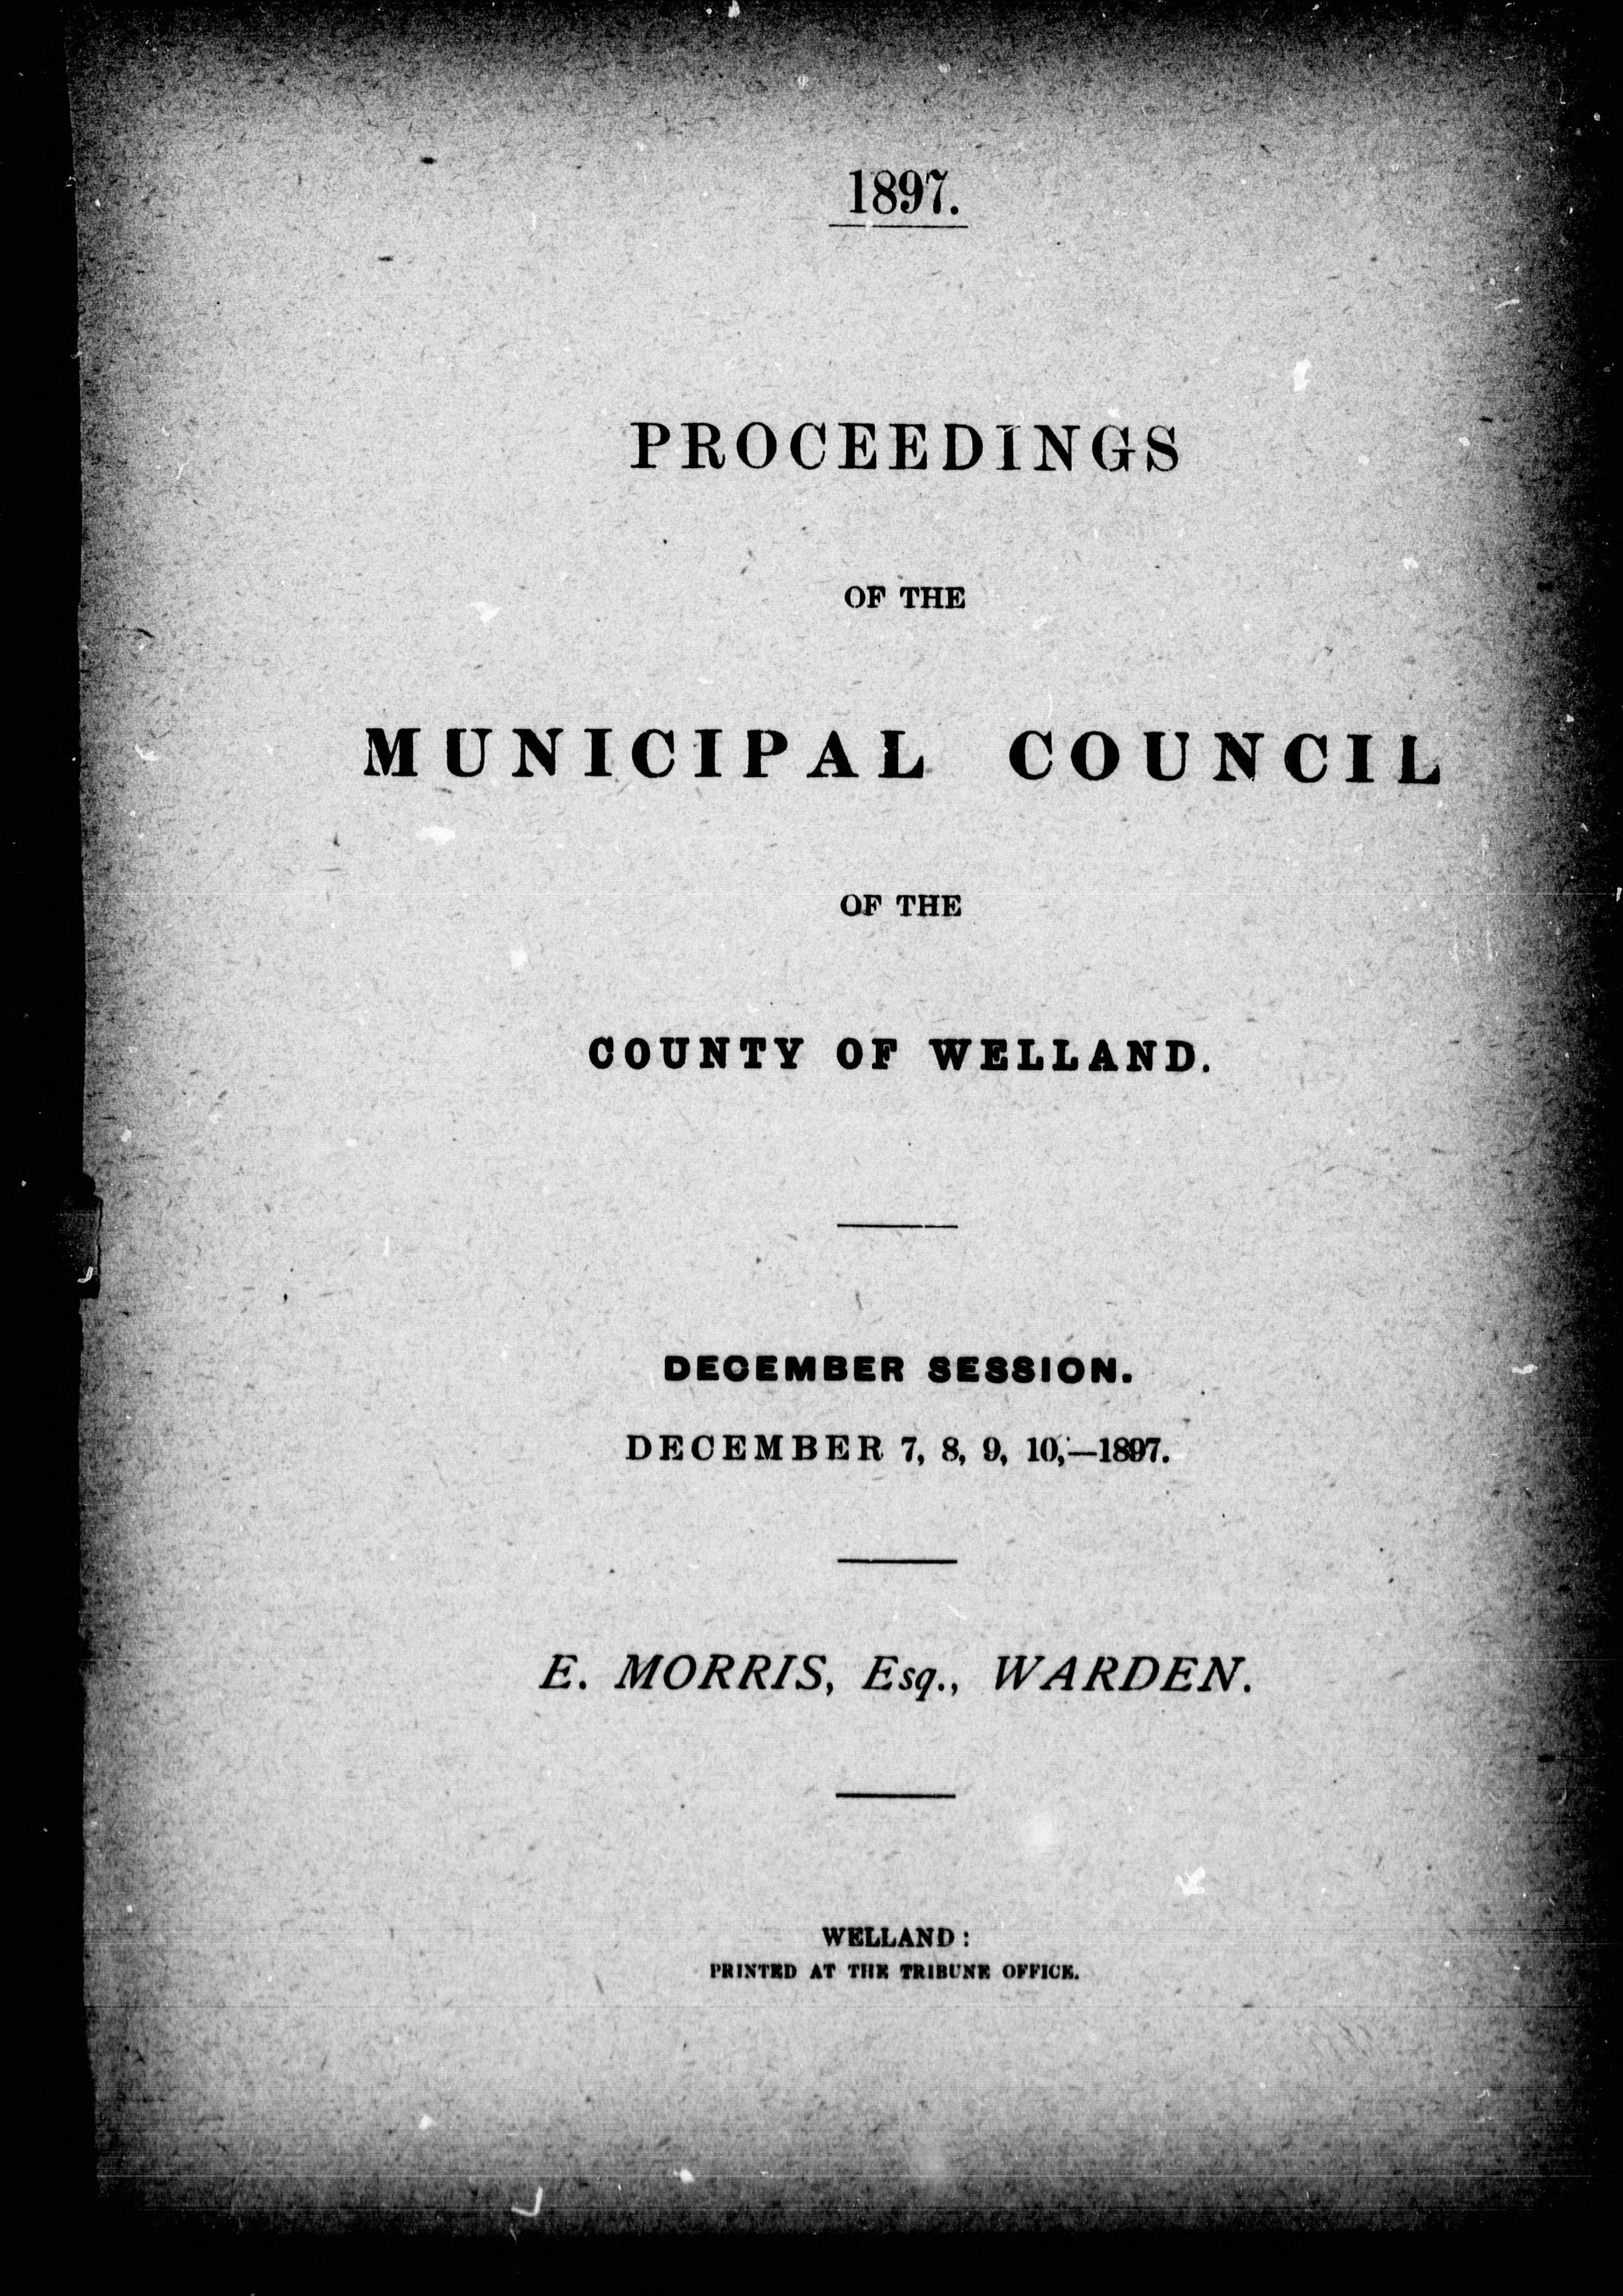 1897.
PROCEEDINGS
OF THE
MUNICIPAL COUNCIL
OF THE
COUNTY OF WELLAND.
DECEMBER SESSION.
DECEMBER 7, 8, 9, 10,—1897.
E. MORRIS, Esq., WARDEN.
WELLAND:
PRINTED AT THE TRIBUNE OFFICE.